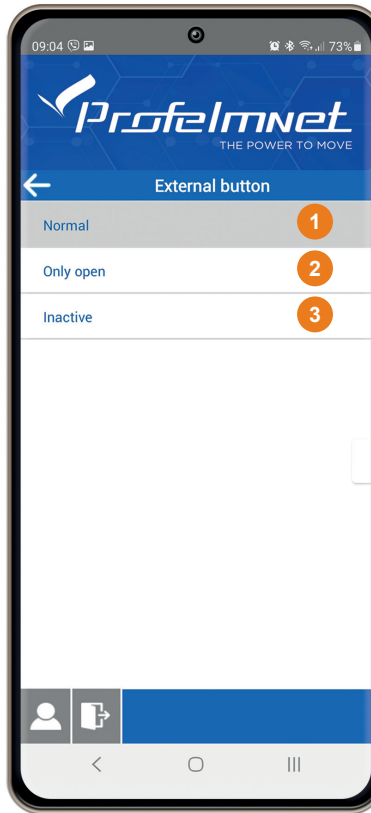 09:04 73%
Profelmnet
THE POWER TO MOVE
External button
Normal 1
Only open 2
Inactive 3